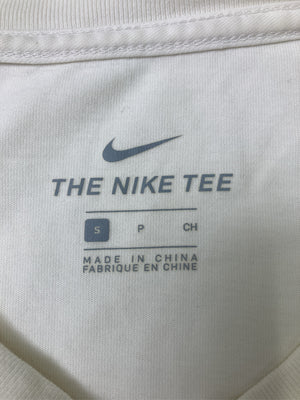 THE NIKE TEE
S P CH
MADE IN CHINA
FABRIQUE EN CHINE